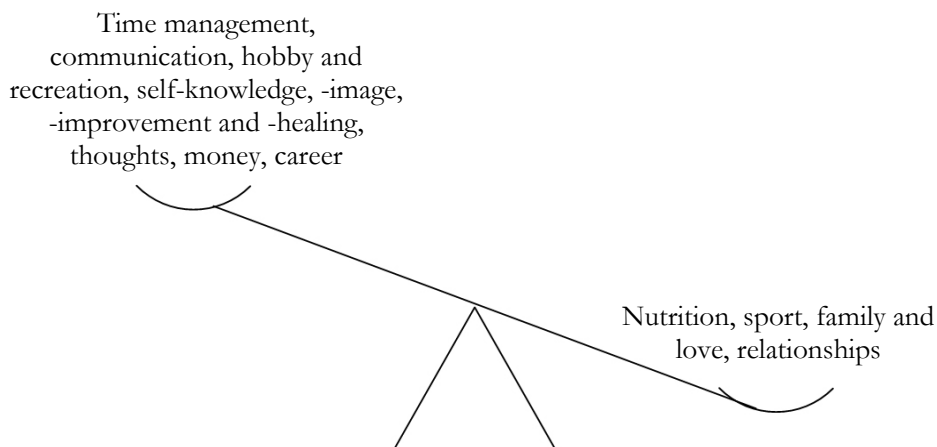 Time management,
communication, hobby and
recreation, self-knowledge, -image,
-improvement and -healing,
thoughts, money, career
Nutrition, sport, family and
love, relationships